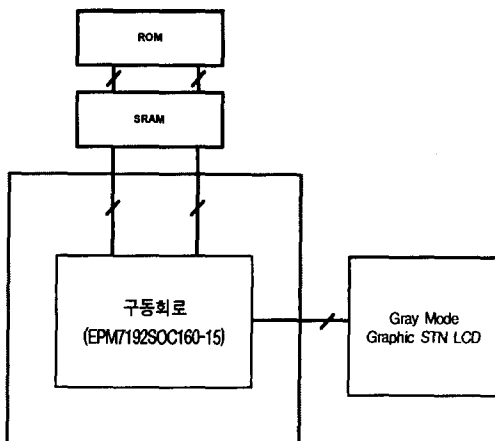 ROM
SRAM
구동회로
(EPM7192SOC160-15)
Gray Mode
Graphic STN LCD